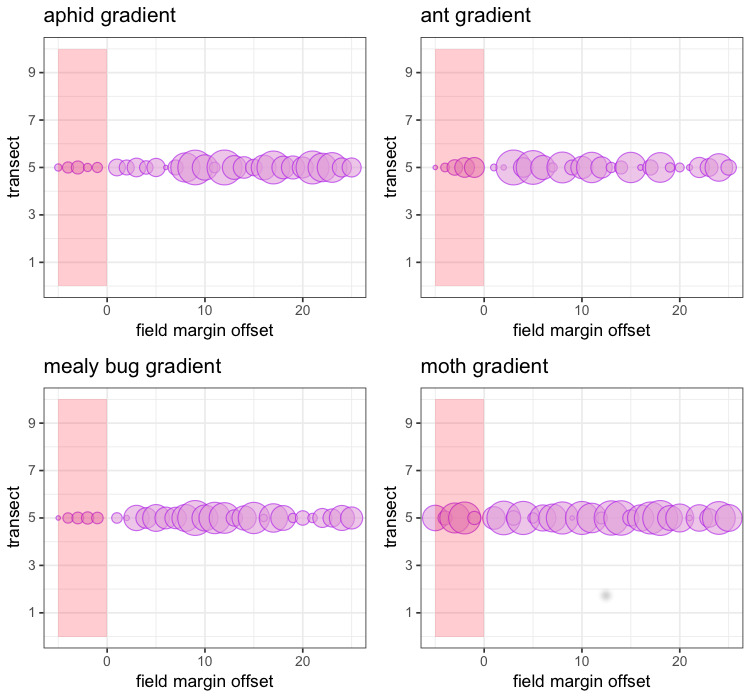 aphid gradient
transect
9
7
5
3
1
0
10
20
field margin offset
ant gradient
transect
9
7
5
3
1
0
10
20
field margin offset
mealy bug gradient
transect
9
7
5
3
1
0
10
20
field margin offset
moth gradient
transect
9
7
5
3
1
0
10
20
field margin offset